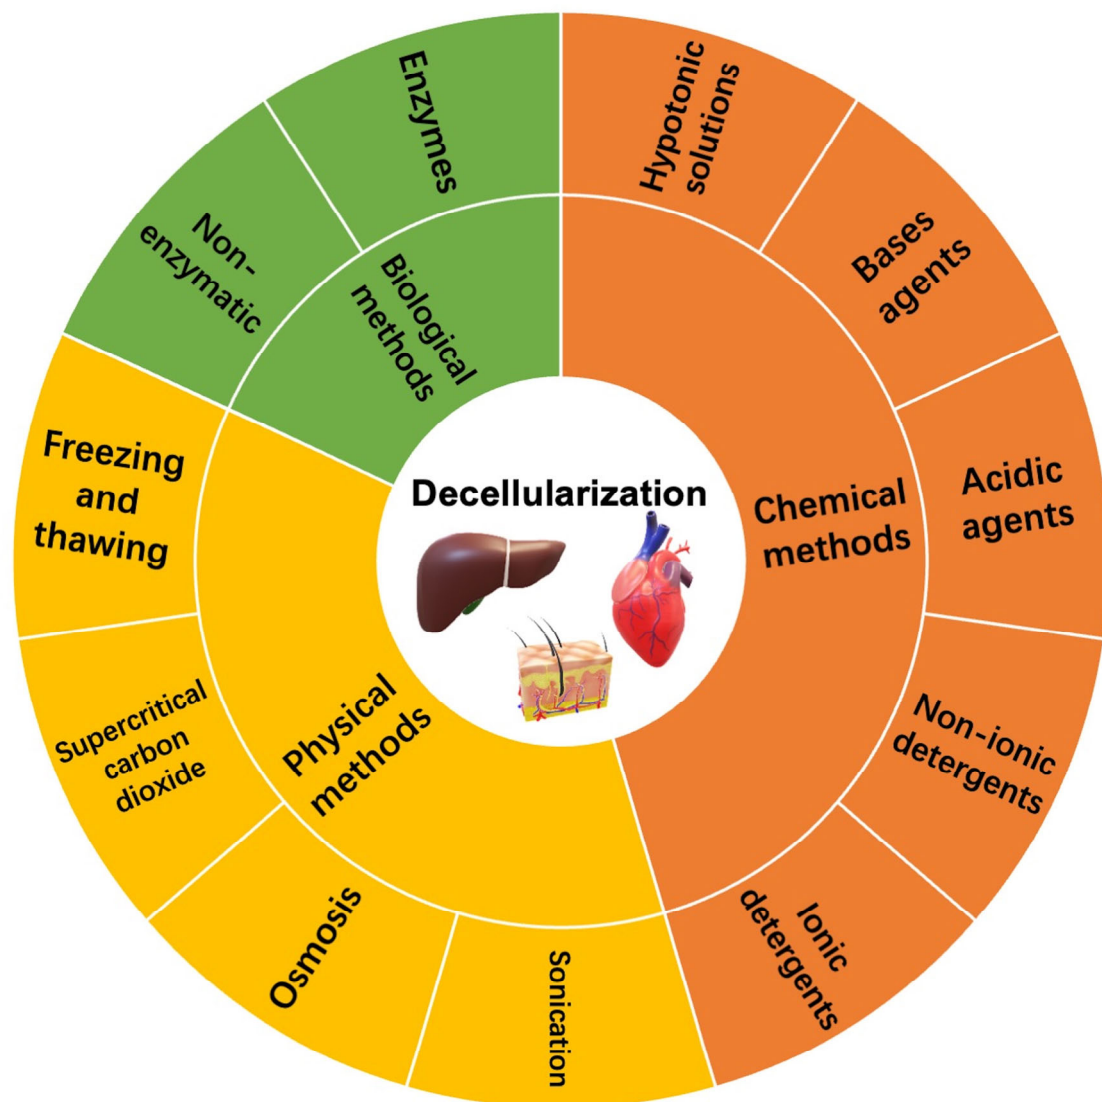 Decellularization
Chemical
methods
Hypotonic
solutions
Bases
agents
Acidic
agents
Non-ionic
detergents
Ionic
detergents
Physical
methods
Sonication
Osmosis
Supercritical
carbon
dioxide
Freezing
and
thawing
Biological
methods
Non-
enzymatic
Enzymes